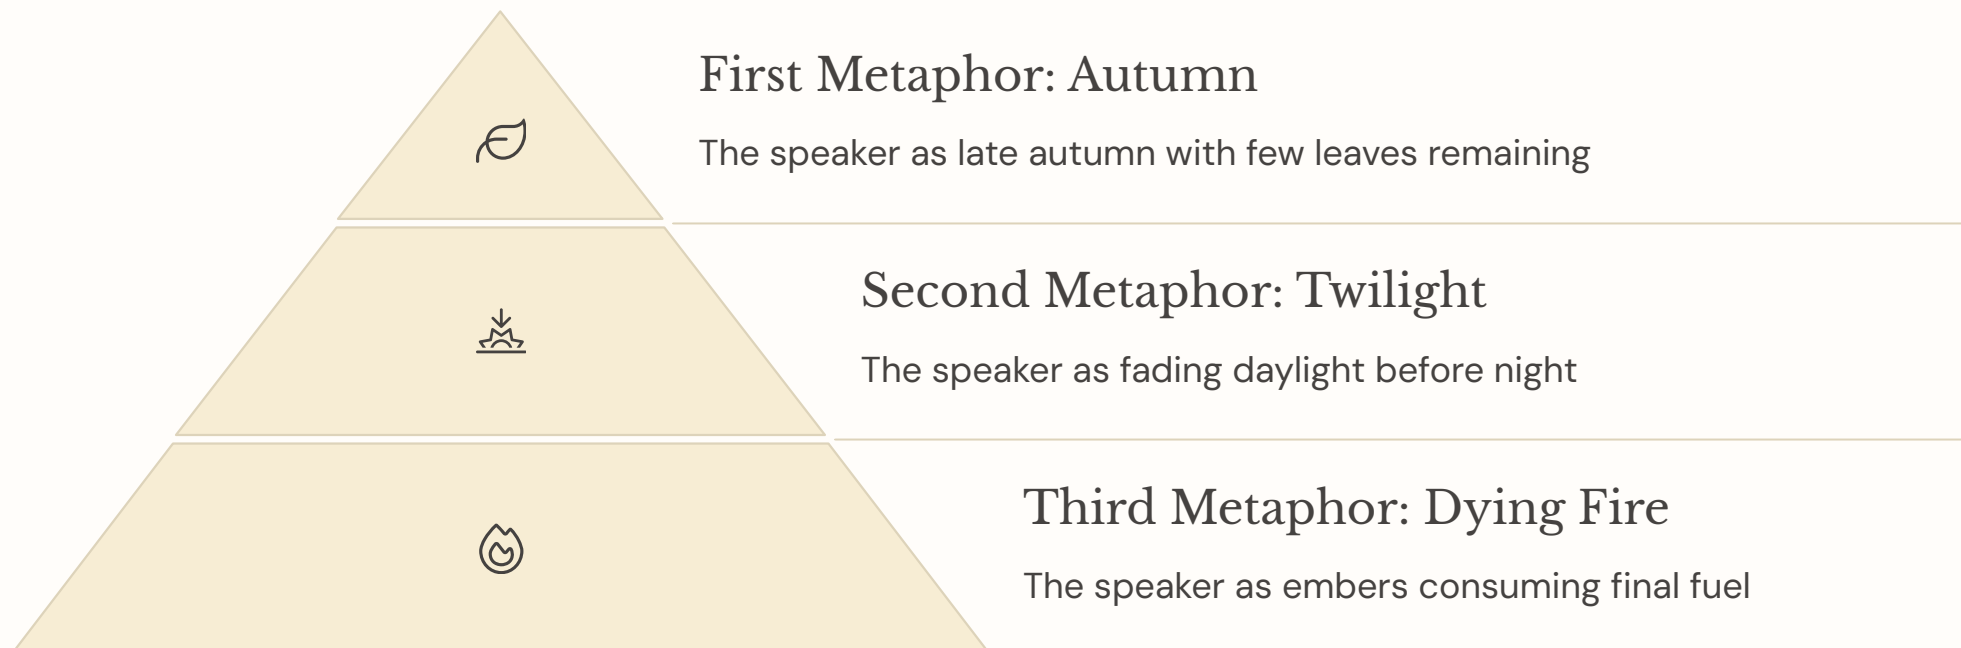 First Metaphor: Autumn
The speaker as late autumn with few leaves remaining
Second Metaphor: Twilight
The speaker as fading daylight before night
Third Metaphor: Dying Fire
The speaker as embers consuming final fuel